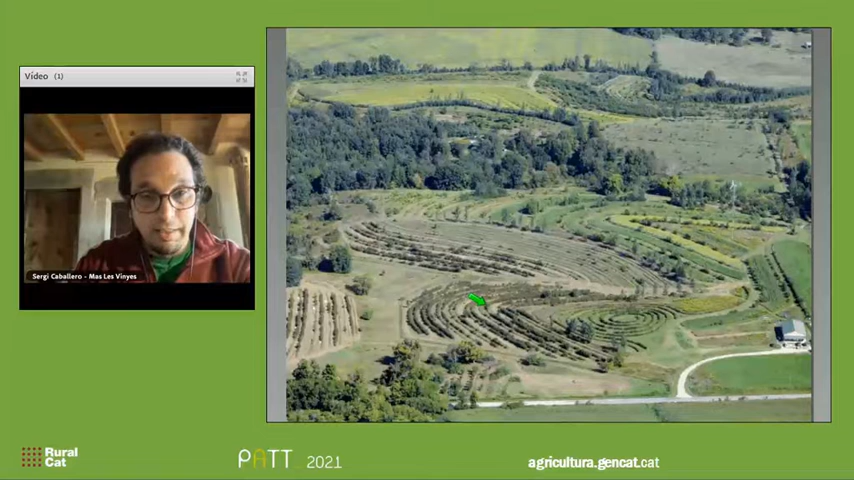 Vídeo (1)
Sergi Caballero - Mas Les Vinyes
Rural
Cat
PATT 2021
agricultura.gencat.cat